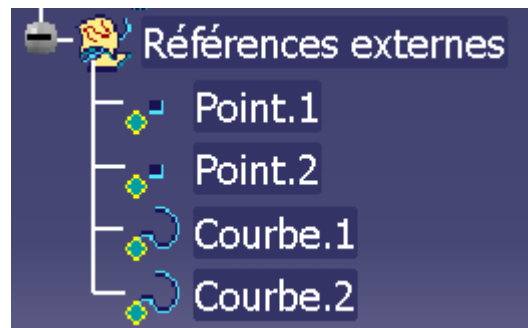 Références externes
Point.1
Point.2
Courbe.1
Courbe.2